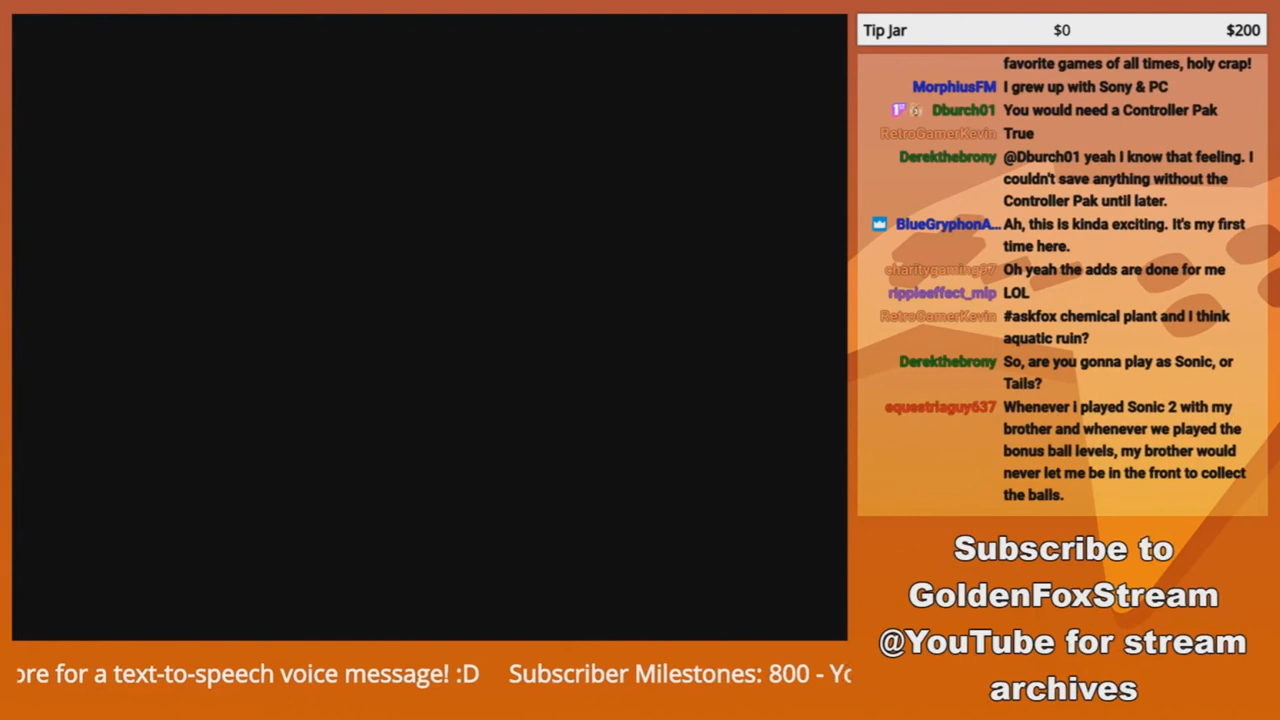 Tip Jar $0 $200
favorite games of all times, holy crap!
MorphiusFM I grew up with Sony & PC
Dburch01 You would need a Controller Pak
RetroGamerKevin True
Derekthebrony @Dburch01 yeah I know that feeling. I
couldn't save anything without the
Controller Pak until later.
BlueGryphonA... Ah, this is kinda exciting. It's my first
time here.
charitygaming97 Oh yeah the adds are done for me
rippleeffect_mlp LOL
RetroGamerKevin #askfox chemical plant and I think
aquatic ruin?
Derekthebrony So, are you gonna play as Sonic, or
Tails?
equestriaguy637 Whenever i played Sonic 2 with my
brother and whenever we played the
bonus ball levels, my brother would
never let me be in the front to collect
the balls.
Subscribe to
GoldenFoxStream
@YouTube for stream
archives
ore for a text-to-speech voice message! :D Subscriber Milestones: 800 - Yo